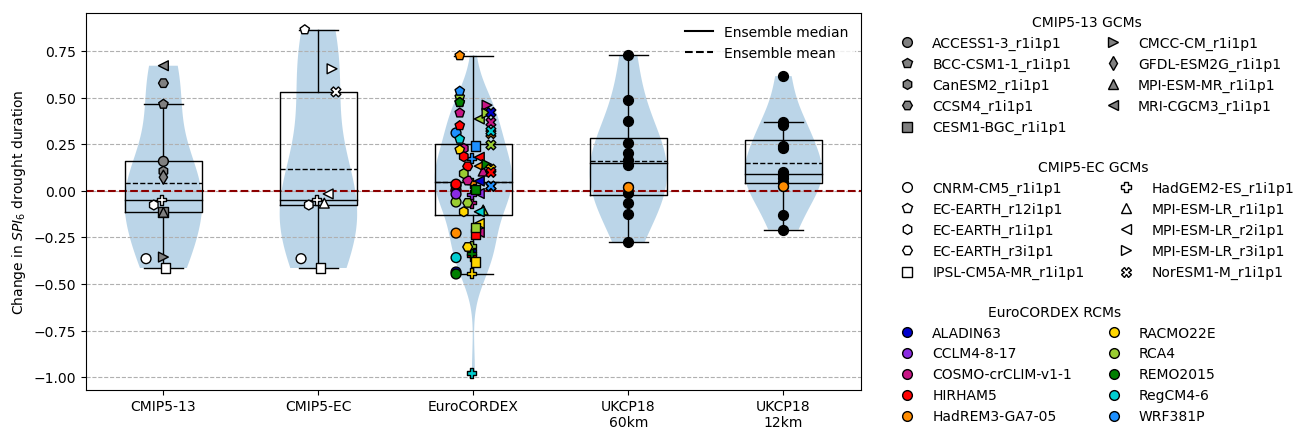 Change in SPI6 drought duration
0.75
0.50
0.25
0.00
−0.25
−0.50
−0.75
−1.00
CMIP5-13
CMIP5-EC
EuroCORDEX
UKCP18
60km
UKCP18
12km
Ensemble median
Ensemble mean
CMIP5-13 GCMs
ACCESS1-3_r1i1p1
BCC-CSM1-1_r1i1p1
CanESM2_r1i1p1
CCSM4_r1i1p1
CESM1-BGC_r1i1p1
CMCC-CM_r1i1p1
GFDL-ESM2G_r1i1p1
MPI-ESM-MR_r1i1p1
MRI-CGCM3_r1i1p1
CMIP5-EC GCMs
CNRM-CM5_r1i1p1
EC-EARTH_r12i1p1
EC-EARTH_r1i1p1
EC-EARTH_r3i1p1
IPSL-CM5A-MR_r1i1p1
HadGEM2-ES_r1i1p1
MPI-ESM-LR_r1i1p1
MPI-ESM-LR_r2i1p1
MPI-ESM-LR_r3i1p1
NorESM1-M_r1i1p1
EuroCORDEX RCMs
ALADIN63
CCLM4-8-17
COSMO-crCLIM-v1-1
HIRHAM5
HadREM3-GA7-05
RACMO22E
RCA4
REMO2015
RegCM4-6
WRF381P